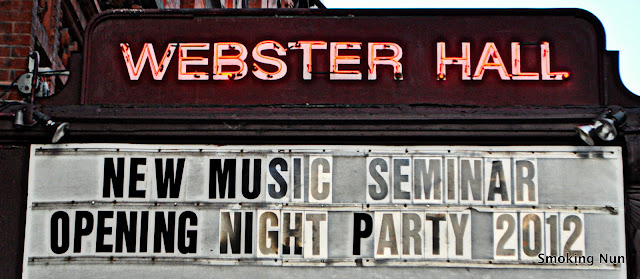 WEBSTER HALL
NEW MUSIC SEMINAR
OPENING NIGHT PARTY 2012
Smoking Nun